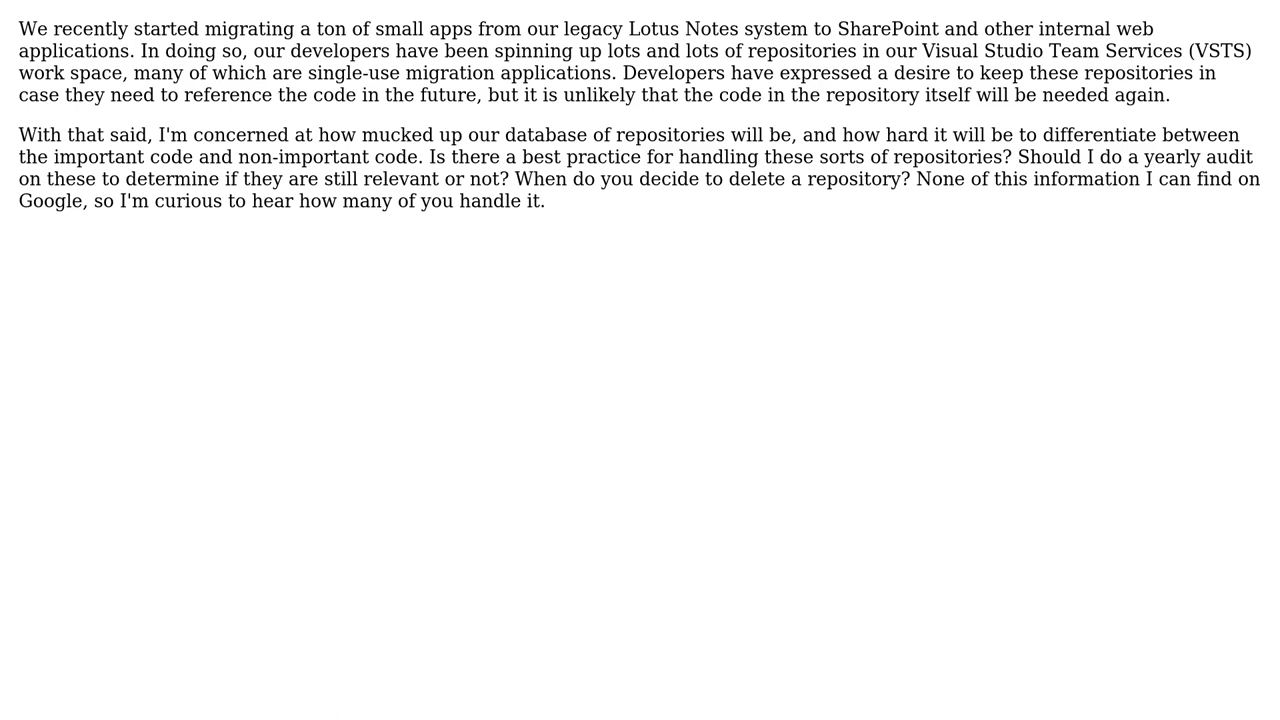 We recently started migrating a ton of small apps from our legacy Lotus Notes system to SharePoint and other internal web
applications. In doing so, our developers have been spinning up lots and lots of repositories in our Visual Studio Team Services (VSTS)
work space, many of which are single-use migration applications. Developers have expressed a desire to keep these repositories in
case they need to reference the code in the future, but it is unlikely that the code in the repository itself will be needed again.
With that said, I'm concerned at how mucked up our database of repositories will be, and how hard it will be to differentiate between
the important code and non-important code. Is there a best practice for handling these sorts of repositories? Should I do a yearly audit
on these to determine if they are still relevant or not? When do you decide to delete a repository? None of this information I can find on
Google, so I'm curious to hear how many of you handle it.